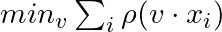 min_v ∑_i ρ(v · x_i)